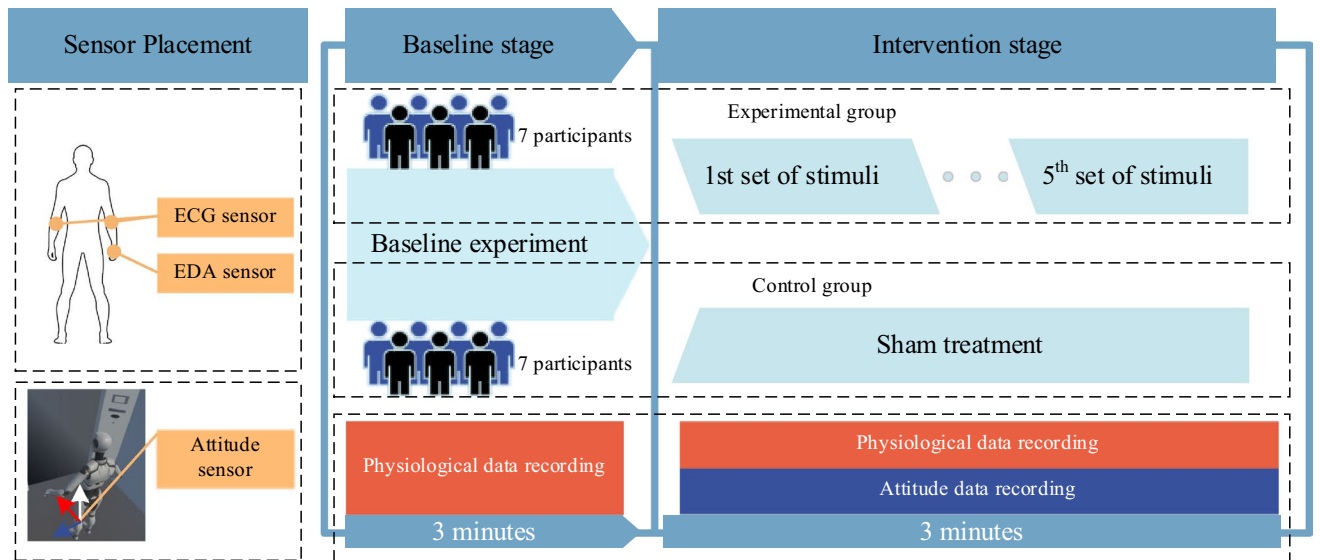 Sensor Placement
ECG sensor
EDA sensor
Attitude
sensor
Baseline stage
Intervention stage
7 participants
Experimental group
1st set of stimuli
5th set of stimuli
Baseline experiment
7 participants
Control group
Sham treatment
Physiological data recording
Physiological data recording
Attitude data recording
3 minutes
3 minutes